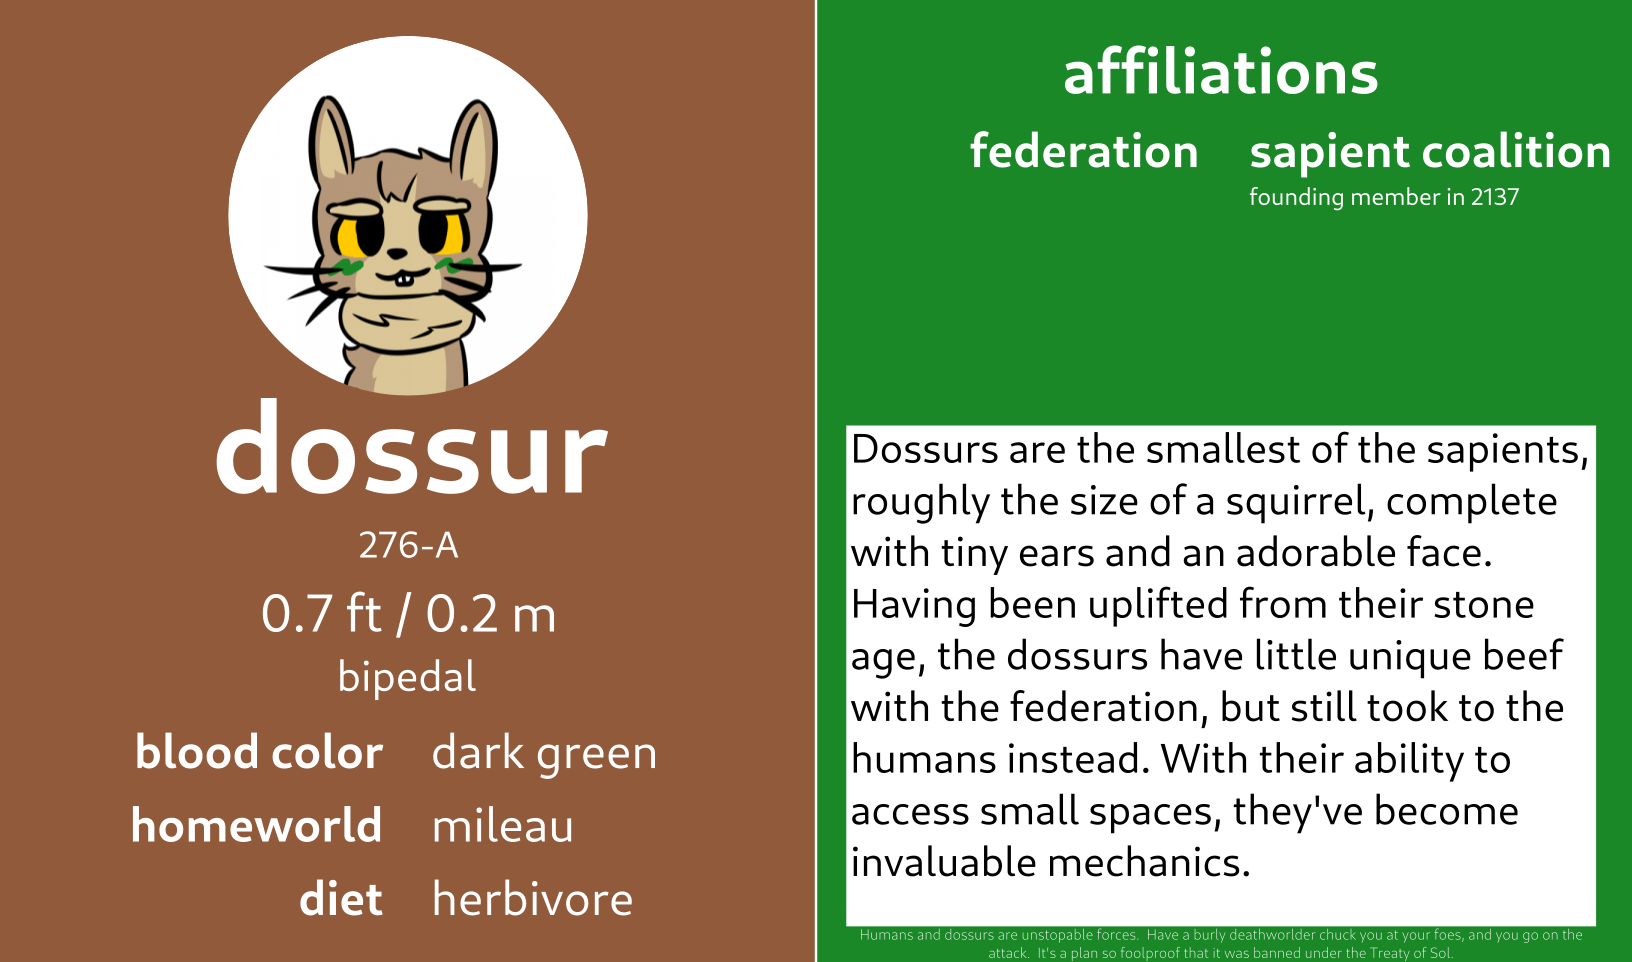 dossur
276-A
0.7 ft / 0.2 m
bipedal
blood color dark green
homeworld mileau
diet herbivore
affiliations
federation sapient coalition
founding member in 2137
Dossurs are the smallest of the sapients,
roughly the size of a squirrel, complete
with tiny ears and an adorable face.
Having been uplifted from their stone
age, the dossurs have little unique beef
with the federation, but still took to the
humans instead. With their ability to
access small spaces, they've become
invaluable mechanics.
Humans and dossurs are unstopable forces. Have a burly deathworlder chuck you at your foes, and you go on the
attack. It's a plan so foolproof that it was banned under the Treaty of Sol.